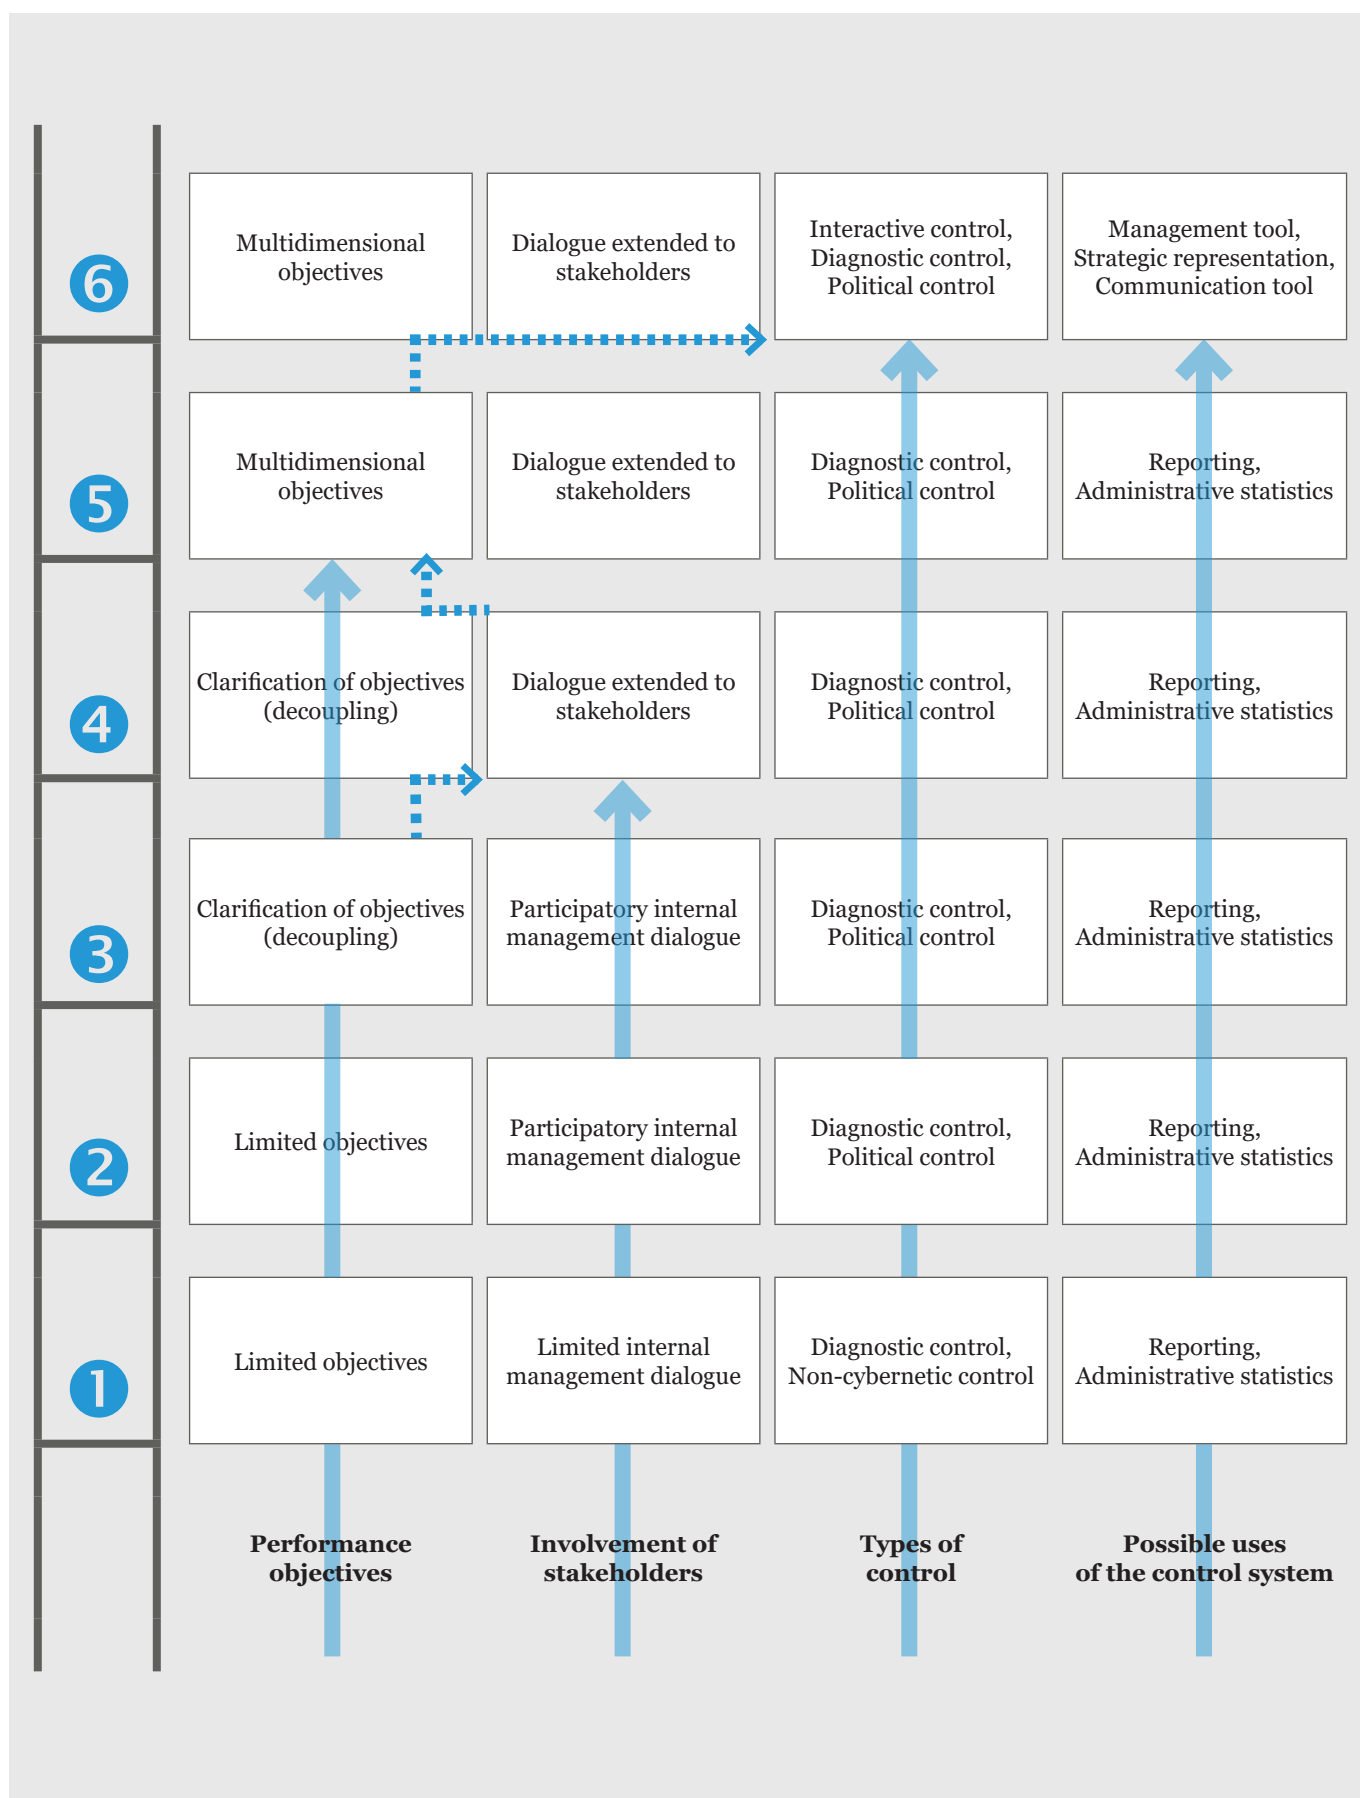 6
Multidimensional
objectives
Dialogue extended to
stakeholders
Interactive control,
Diagnostic control,
Political control
Management tool,
Strategic representation,
Communication tool
5
Multidimensional
objectives
Dialogue extended to
stakeholders
Diagnostic control,
Political control
Reporting,
Administrative statistics
4
Clarification of objectives
(decoupling)
Dialogue extended to
stakeholders
Diagnostic control,
Political control
Reporting,
Administrative statistics
3
Clarification of objectives
(decoupling)
Participatory internal
management dialogue
Diagnostic control,
Political control
Reporting,
Administrative statistics
2
Limited objectives
Participatory internal
management dialogue
Diagnostic control,
Political control
Reporting,
Administrative statistics
1
Limited objectives
Limited internal
management dialogue
Diagnostic control,
Non-cybernetic control
Reporting,
Administrative statistics
Performance
objectives
Involvement of
stakeholders
Types of
control
Possible uses
of the control system